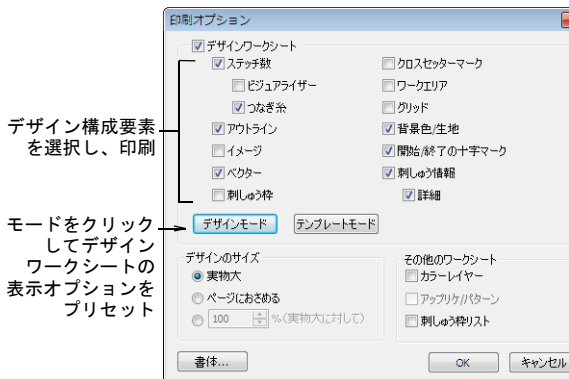 印刷オプション
デザインワークシート
ステッチ数
クロスセッターマーク
ビジュアライザー
ワークエリア
つなぎ糸
グリッド
デザイン構成要素
を選択し、印刷
アウトライン
背景色/生地
イメージ
開始/終了の十字マーク
ベクター
刺しゅう情報
刺しゅう枠
詳細
モードをクリック
してデザイン
ワークシートの
表示オプションを
プリセット
デザインモード
テンプレートモード
デザインのサイズ
実物大
ページにおさめる
100 %(実物大に対して)
その他のワークシート
カラーレイヤー
アップリケ/パターン
刺しゅう枠リスト
書体...
OK
キャンセル